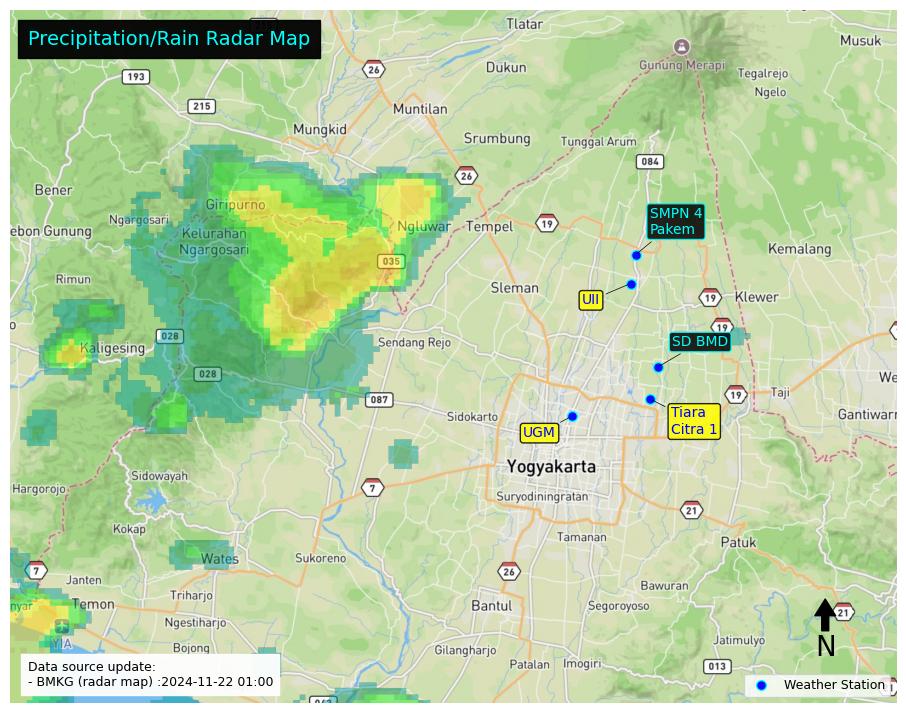 Precipitation/Rain Radar Map
Tlatar
Musuk
Gunung Merapi
26
Dukun
193
Tegalrejo
Ngelo
215
Muntilan
Mungkid
Srumbung
Tunggal Arum
084
26
Bener
Giripurno
Ngargosari
SMPN 4
Pakem
ebon Gunung
Kelurahan
Ngargosari
Ngluwar
Tempel
19
Kemalang
035
Rimun
Sleman
UII
19
Klewer
19
028
Kaligesing
Sendang Rejo
SD BMD
028
087
19
Taji
We
Sidokarto
Tiara
Citra 1
Gantiwarn
UGM
Yogyakarta
Sidowayah
Hargorojo
7
Suryodiningratan
21
Kokap
Tamanan
Patuk
Wates
Sukoreno
7
26
Janten
Bawuran
Triharjo
nyar
Temon
Bantul
Segoroyoso
21
Ngestiharjo
YIA
N
Bojong
Gilangharjo
Jatimulyo
Patalan
Imogiri
013
Data source update:
- BMKG (radar map) :2024-11-22 01:00
Weather Station